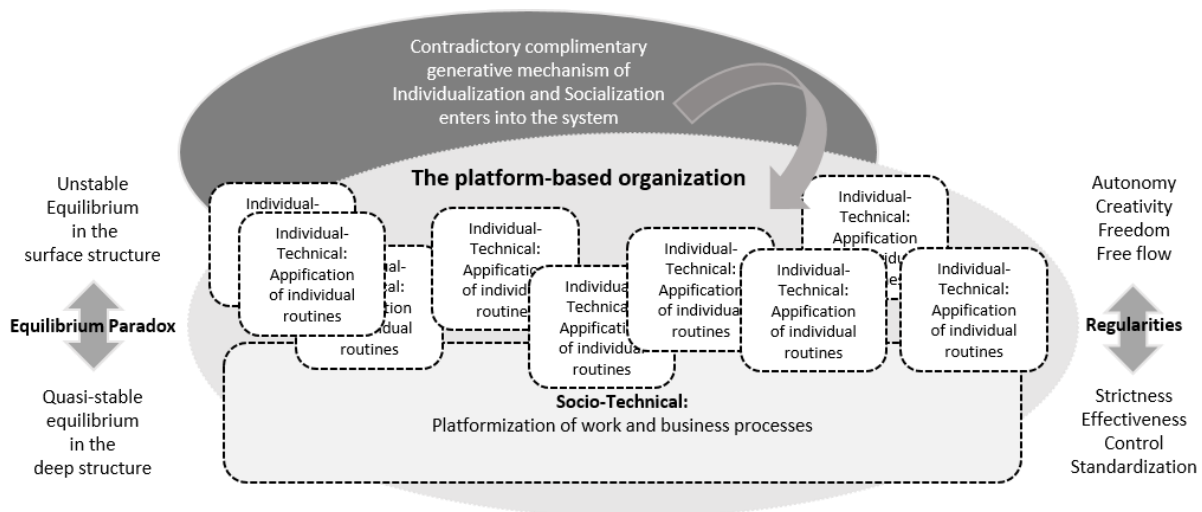 Contradictory complimentary
generative mechanism of
Individualization and Socialization
enters into the system
The platform-based organization
Unstable
Equilibrium
in the
surface structure
Equilibrium Paradox
Quasi-stable
equilibrium
in the
deep structure
Individual-
Individual-
Technical:
Appification
of individual
routines
routines
Individual-
Technical:
Appification
of individual
routines
Individual-
Technical:
Appification
of individual
routines
Individual-
Technical:
Appification
of individual
routines
Individual-
Technical:
Appification
of individual
routines
Individual-
Technical:
Appification
Individual-
Technical:
Appification
of individual
routines
Socio-Technical:
Platformization of work and business processes
Autonomy
Creativity
Freedom
Free flow
Regularities
Strictness
Effectiveness
Control
Standardization